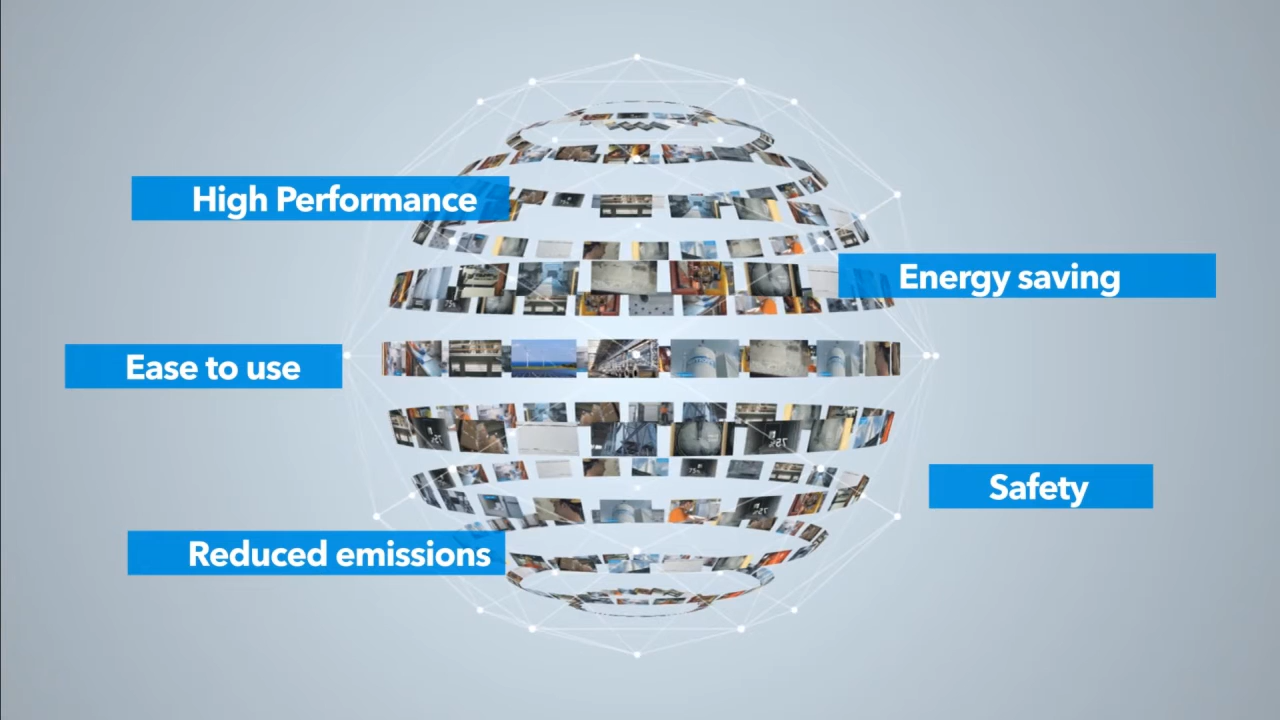 High Performance
Energy saving
Ease to use
Safety
Reduced emissions